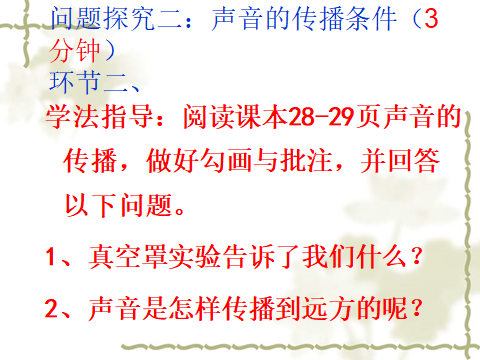 问题探究二：声音的传播条件（3
分钟）
环节二、
学法指导：阅读课本28-29页声音的
传播，做好勾画与批注，并回答
以下问题。
1、真空罩实验告诉了我们什么？
2、声音是怎样传播到远方的呢？